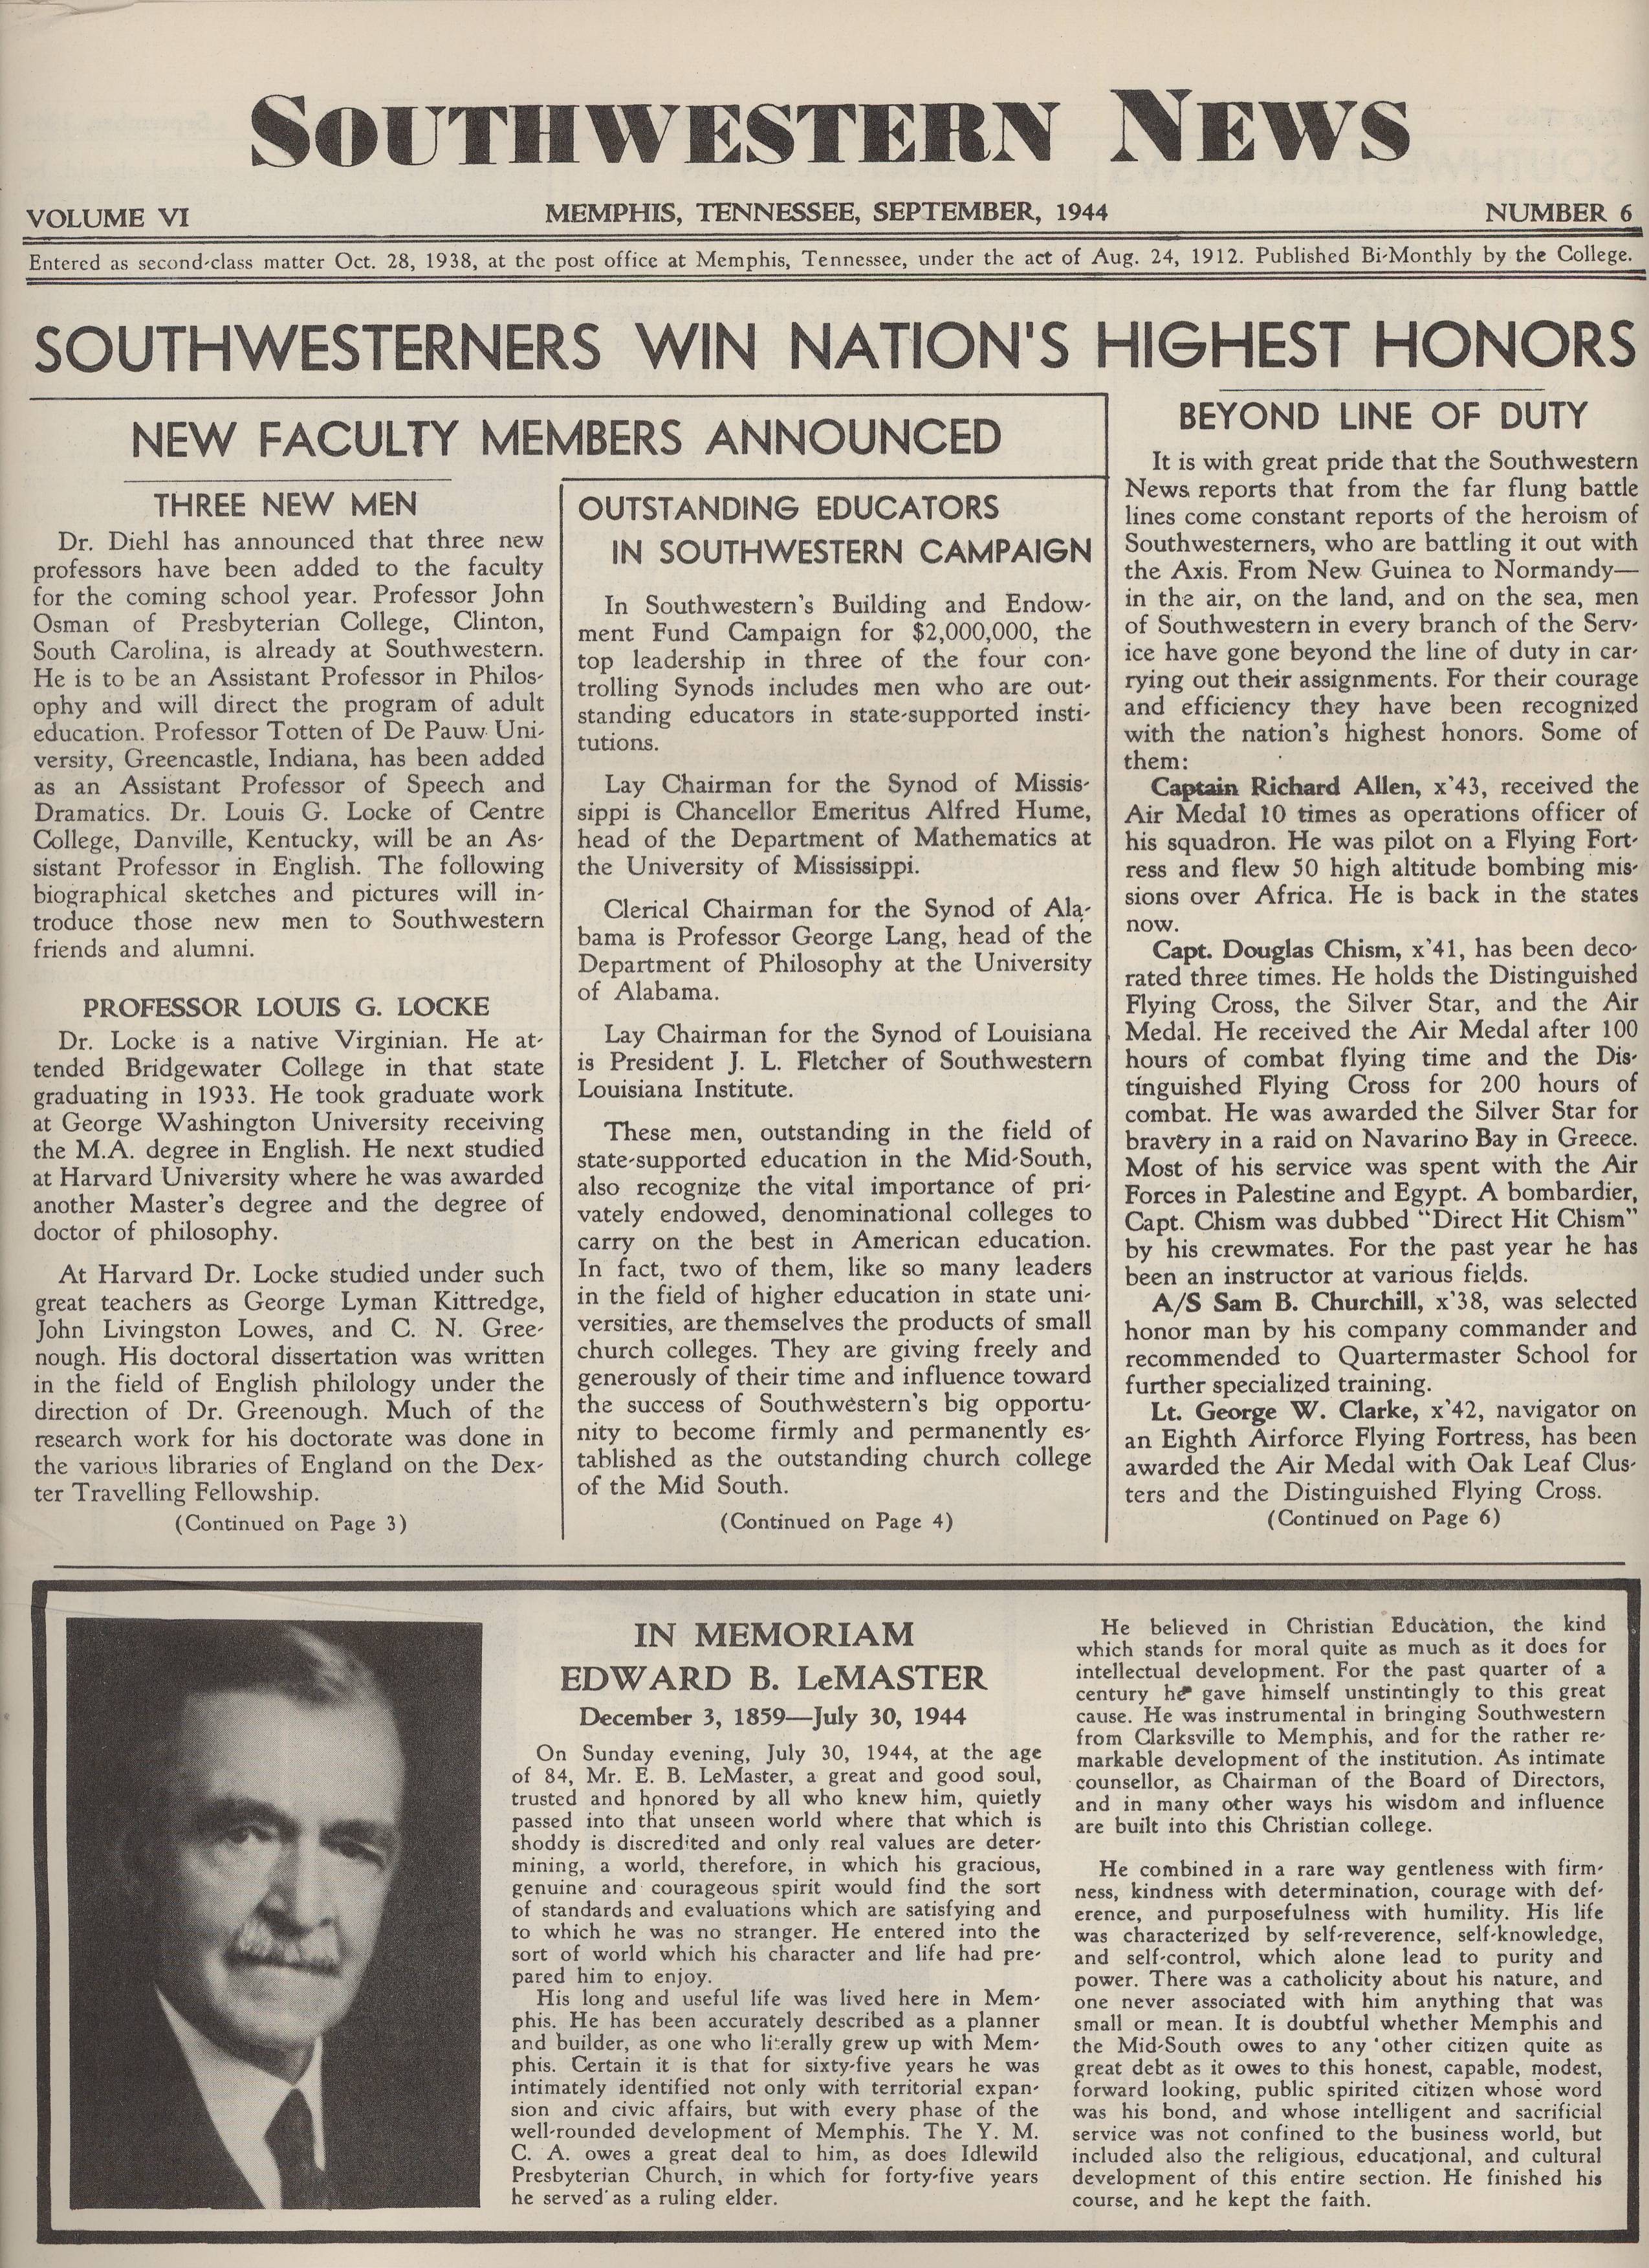 SOUTHWESTERN NEWS
VOLUME VI
MEMPHIS, TENNESSEE, SEPTEMBER, 1944
NUMBER 6
Entered as second-class matter Oct. 28, 1938, at the post office at Memphis, Tennessee, under the act of Aug. 24, 1912. Published Bi-Monthly by the College.
SOUTHWESTERNERS WIN NATION'S HIGHEST HONORS
NEW FACULTY MEMBERS ANNOUNCED
THREE NEW MEN
Dr. Diehl has announced that three new
professors have been added to the faculty
for the coming school year. Professor John
Osman of Presbyterian College, Clinton,
South Carolina, is already at Southwestern.
He is to be an Assistant Professor in Philos-
ophy and will direct the program of adult
education. Professor Totten of De Pauw Uni-
versity, Greencastle, Indiana, has been added
as an Assistant Professor of Speech and
Dramatics. Dr. Louis G. Locke of Centre
College, Danville, Kentucky, will be an As-
sistant Professor in English. The following
biographical sketches and pictures will in-
troduce those new men to Southwestern
friends and alumni.
PROFESSOR LOUIS G. LOCKE
Dr. Locke is a native Virginian. He at-
tended Bridgewater College in that state
graduating in 1933. He took graduate work
at George Washington University receiving
the M.A. degree in English. He next studied
at Harvard University where he was awarded
another Master's degree and the degree of
doctor of philosophy.
At Harvard Dr. Locke studied under such
great teachers as George Lyman Kittredge,
John Livingston Lowes, and C. N. Gree-
nough. His doctoral dissertation was written
in the field of English philology under the
direction of Dr. Greenough. Much of the
research work for his doctorate was done in
the various libraries of England on the Dex-
ter Travelling Fellowship.
(Continued on Page 3)
OUTSTANDING EDUCATORS
IN SOUTHWESTERN CAMPAIGN
In Southwestern's Building and Endow-
ment Fund Campaign for $2,000,000, the
top leadership in three of the four con-
trolling Synods includes men who are out-
standing educators in state-supported insti-
tutions.
Lay Chairman for the Synod of Missis-
sippi is Chancellor Emeritus Alfred Hume,
head of the Department of Mathematics at
the University of Mississippi.
Clerical Chairman for the Synod of Ala-
bama is Professor George Lang, head of the
Department of Philosophy at the University
of Alabama.
Lay Chairman for the Synod of Louisiana
is President J. L. Fletcher of Southwestern
Louisiana Institute.
These men, outstanding in the field of
state-supported education in the Mid-South,
also recognize the vital importance of pri-
vately endowed, denominational colleges to
carry on the best in American education.
In fact, two of them, like so many leaders
in the field of higher education in state uni-
versities, are themselves the products of small
church colleges. They are giving freely and
generously of their time and influence toward
the success of Southwestern's big opportu-
nity to become firmly and permanently es-
tablished as the outstanding church college
of the Mid South.
(Continued on Page 4)
BEYOND LINE OF DUTY
It is with great pride that the Southwestern
News reports that from the far flung battle
lines come constant reports of the heroism of
Southwesterners, who are battling it out with
the Axis. From New Guinea to Normandy—
in the air, on the land, and on the sea, men
of Southwestern in every branch of the Serv-
ice have gone beyond the line of duty in car-
rying out their assignments. For their courage
and efficiency they have been recognized
with the nation's highest honors. Some of
them:
Captain Richard Allen, x'43, received the
Air Medal 10 times as operations officer of
his squadron. He was pilot on a Flying Fort-
ress and flew 50 high altitude bombing mis-
sions over Africa. He is back in the states
now.
Capt. Douglas Chism, x'41, has been deco-
rated three times. He holds the Distinguished
Flying Cross, the Silver Star, and the Air
Medal. He received the Air Medal after 100
hours of combat flying time and the Dis-
tinguished Flying Cross for 200 hours of
combat. He was awarded the Silver Star for
bravery in a raid on Navarino Bay in Greece.
Most of his service was spent with the Air
Forces in Palestine and Egypt. A bombardier,
Capt. Chism was dubbed "Direct Hit Chism"
by his crewmates. For the past year he has
been an instructor at various fields.
A/S Sam B. Churchill, x'38, was selected
honor man by his company commander and
recommended to Quartermaster School for
further specialized training.
Lt. George W. Clarke, x'42, navigator on
an Eighth Airforce Flying Fortress, has been
awarded the Air Medal with Oak Leaf Clus-
ters and the Distinguished Flying Cross.
(Continued on Page 6)
IN MEMORIAM
EDWARD B. LeMASTER
December 3, 1859—July 30, 1944
On Sunday evening, July 30, 1944, at the age
of 84, Mr. E. B. LeMaster, a great and good soul,
trusted and honored by all who knew him, quietly
passed into that unseen world where that which is
shoddy is discredited and only real values are deter-
mining, a world, therefore, in which his gracious,
genuine and courageous spirit would find the sort
of standards and evaluations which are satisfying and
to which he was no stranger. He entered into the
sort of world which his character and life had pre-
pared him to enjoy.
His long and useful life was lived here in Mem-
phis. He has been accurately described as a planner
and builder, as one who literally grew up with Mem-
phis. Certain it is that for sixty-five years he was
intimately identified not only with territorial expan-
sion and civic affairs, but with every phase of the
well-rounded development of Memphis. The Y. M.
C. A. owes a great deal to him, as does Idlewild
Presbyterian Church, in which for forty-five years
he served as a ruling elder.
He believed in Christian Education, the kind
which stands for moral quite as much as it does for
intellectual development. For the past quarter of a
century he gave himself unstintingly to this great
cause. He was instrumental in bringing Southwestern
from Clarksville to Memphis, and for the rather re-
markable development of the institution. As intimate
counsellor, as Chairman of the Board of Directors,
and in many other ways his wisdom and influence
are built into this Christian college.
He combined in a rare way gentleness with firm-
ness, kindness with determination, courage with def-
erence, and purposefulness with humility. His life
was characterized by self-reverence, self-knowledge,
and self-control, which alone lead to purity and
power. There was a catholicity about his nature, and
one never associated with him anything that was
small or mean. It is doubtful whether Memphis and
the Mid-South owes to any other citizen quite as
great debt as it owes to this honest, capable, modest,
forward looking, public spirited citizen whose word
was his bond, and whose intelligent and sacrificial
service was not confined to the business world, but
included also the religious, educational, and cultural
development of this entire section. He finished his
course, and he kept the faith.